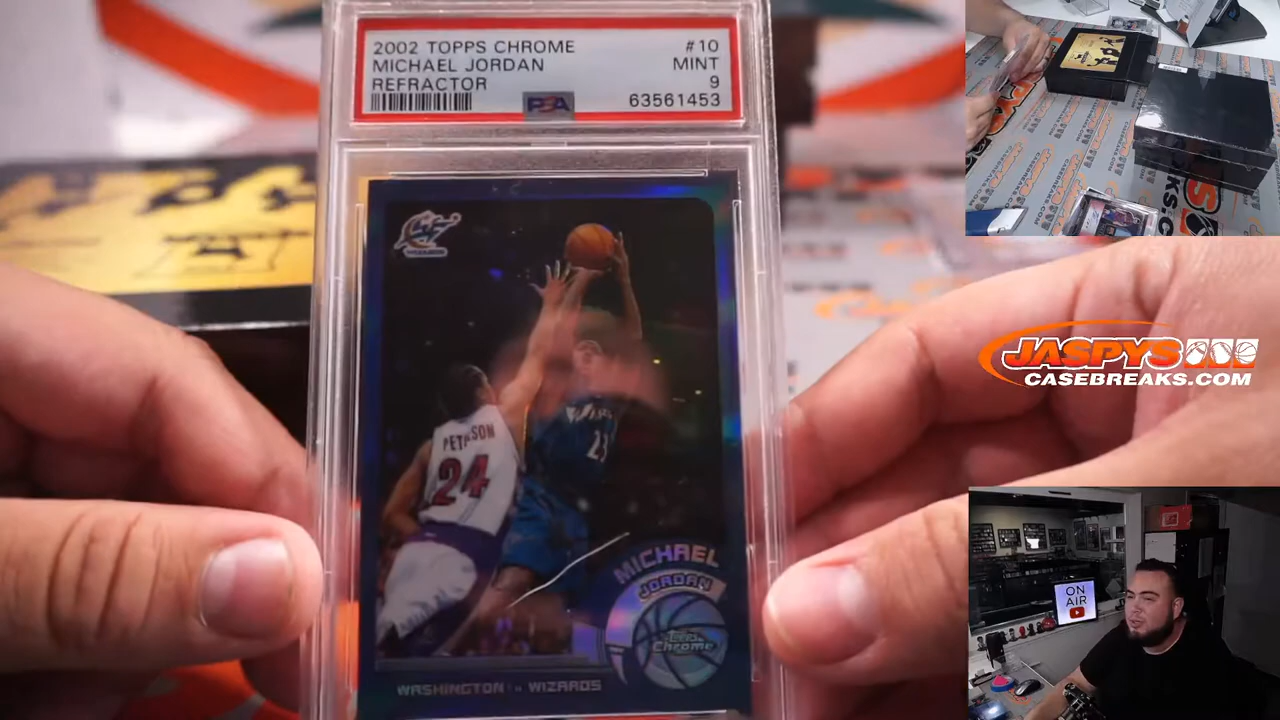 2002 TOPPS CHROME #10
MICHAEL JORDAN MINT
REFRACTOR 9
PSA 63561453
PETERSON
24
MICHAEL
JORDAN
Topps
Chrome
WASHINGTON WIZARDS
JASPYS
CASEBREAKS.COM
ON
AIR